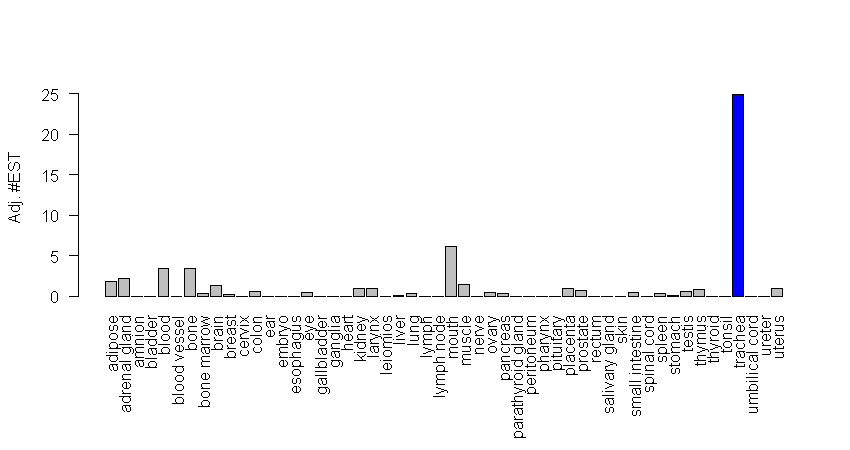 25
20
15
10
5
0
Adj. #EST
adipose
adrenal gland
amnion
bladder
blood
blood vessel
bone
bone marrow
brain
breast
cervix
colon
ear
embryo
esophagus
eye
gallbladder
ganglia
heart
kidney
larynx
leiomios
liver
lung
lymph
lymph node
mouth
muscle
nerve
ovary
pancreas
parathyroid gland
peritoneum
pharynx
pituitary
placenta
prostate
rectum
salivary gland
skin
small intestine
spinal cord
spleen
stomach
testis
thymus
thyroid
tonsil
trachea
umbilical cord
ureter
uterus